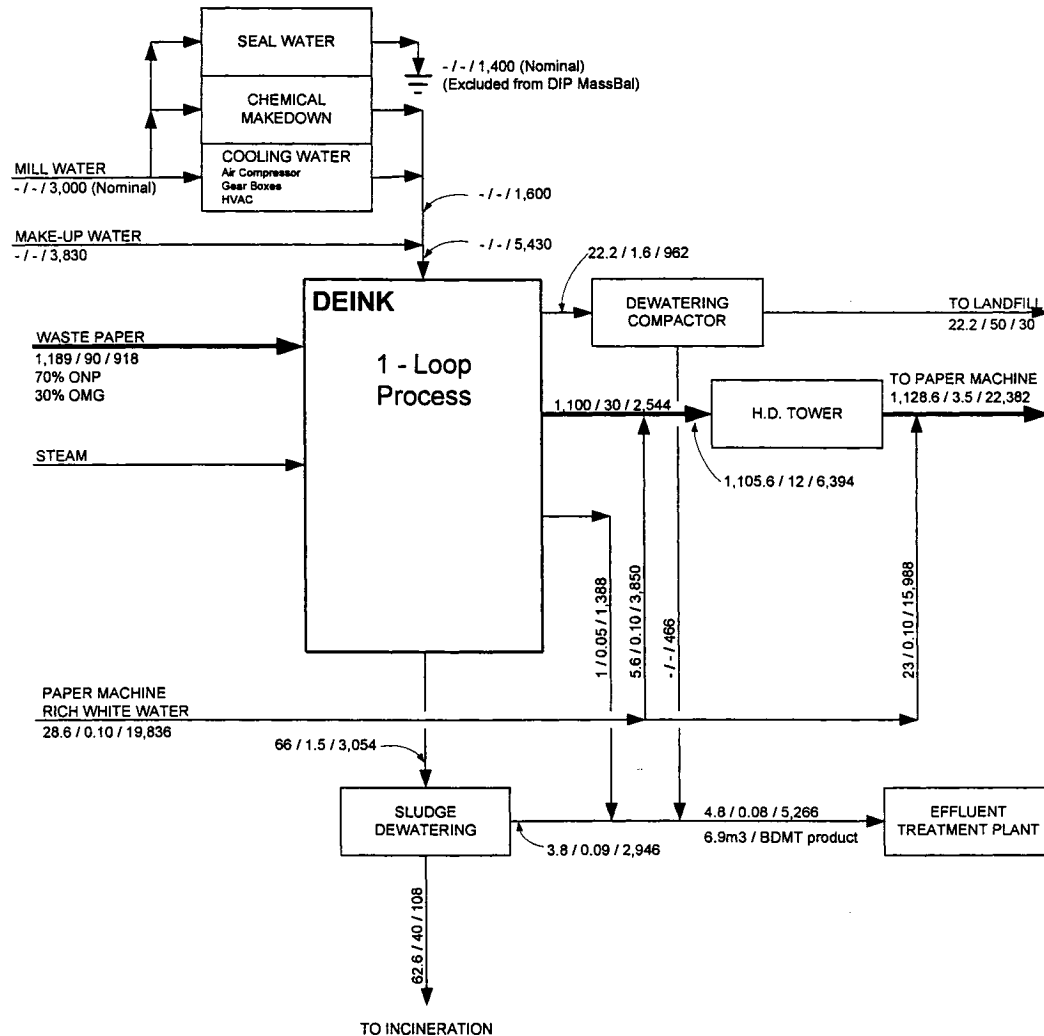 SEAL WATER
- / - / 1,400 (Nominal)
(Excluded from DIP MassBal)
CHEMICAL
MAKEDOWN
COOLING WATER
Air Compressor
Gear Boxes
HVAC
MILL WATER
- / - / 3,000 (Nominal)
- / - / 1,600
MAKE-UP WATER
- / - / 3,830
- / - / 5,430
22.2 / 1.6 / 962
DEINK
1 - Loop
Process
DEWATERING
COMPACTOR
TO LANDFILL
22.2 / 50 / 30
WASTE PAPER
1,189 / 90 / 918
70% ONP
30% OMG
1,100 / 30 / 2,544
H.D. TOWER
TO PAPER MACHINE
1,128.6 / 3.5 / 22,382
STEAM
1,105.6 / 12 / 6,394
1 / 0.05 / 1,388
5.6 / 0.10 / 3,850
- / - / 466
23 / 0.10 / 15,988
PAPER MACHINE
RICH WHITE WATER
28.6 / 0.10 / 19,836
66 / 1.5 / 3,054
SLUDGE
DEWATERING
3.8 / 0.09 / 2,946
4.8 / 0.08 / 5,266
6.9m3 / BDMT product
EFFLUENT
TREATMENT PLANT
62.6 / 40 / 108
TO INCINERATION